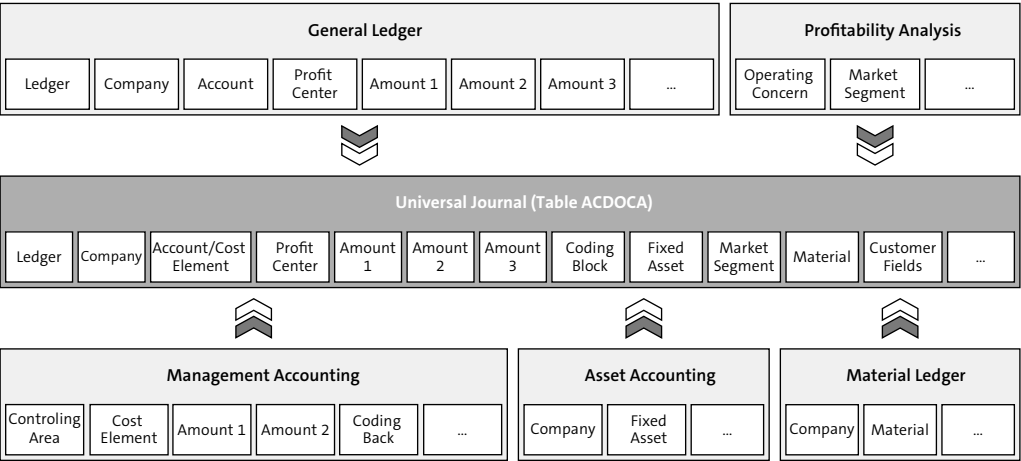 General Ledger
Ledger
Company
Account
Profit
Center
Amount 1
Amount 2
Amount 3
...
Profitability Analysis
Operating
Concern
Market
Segment
...
Universal Journal (Table ACDOCA)
Ledger
Company
Account/Cost
Element
Profit
Center
Amount
1
Amount
2
Amount
3
Coding
Block
Fixed
Asset
Market
Segment
Material
Customer
Fields
...
Management Accounting
Controling
Area
Cost
Element
Amount 1
Amount 2
Coding
Back
...
Asset Accounting
Company
Fixed
Asset
...
Material Ledger
Company
Material
...